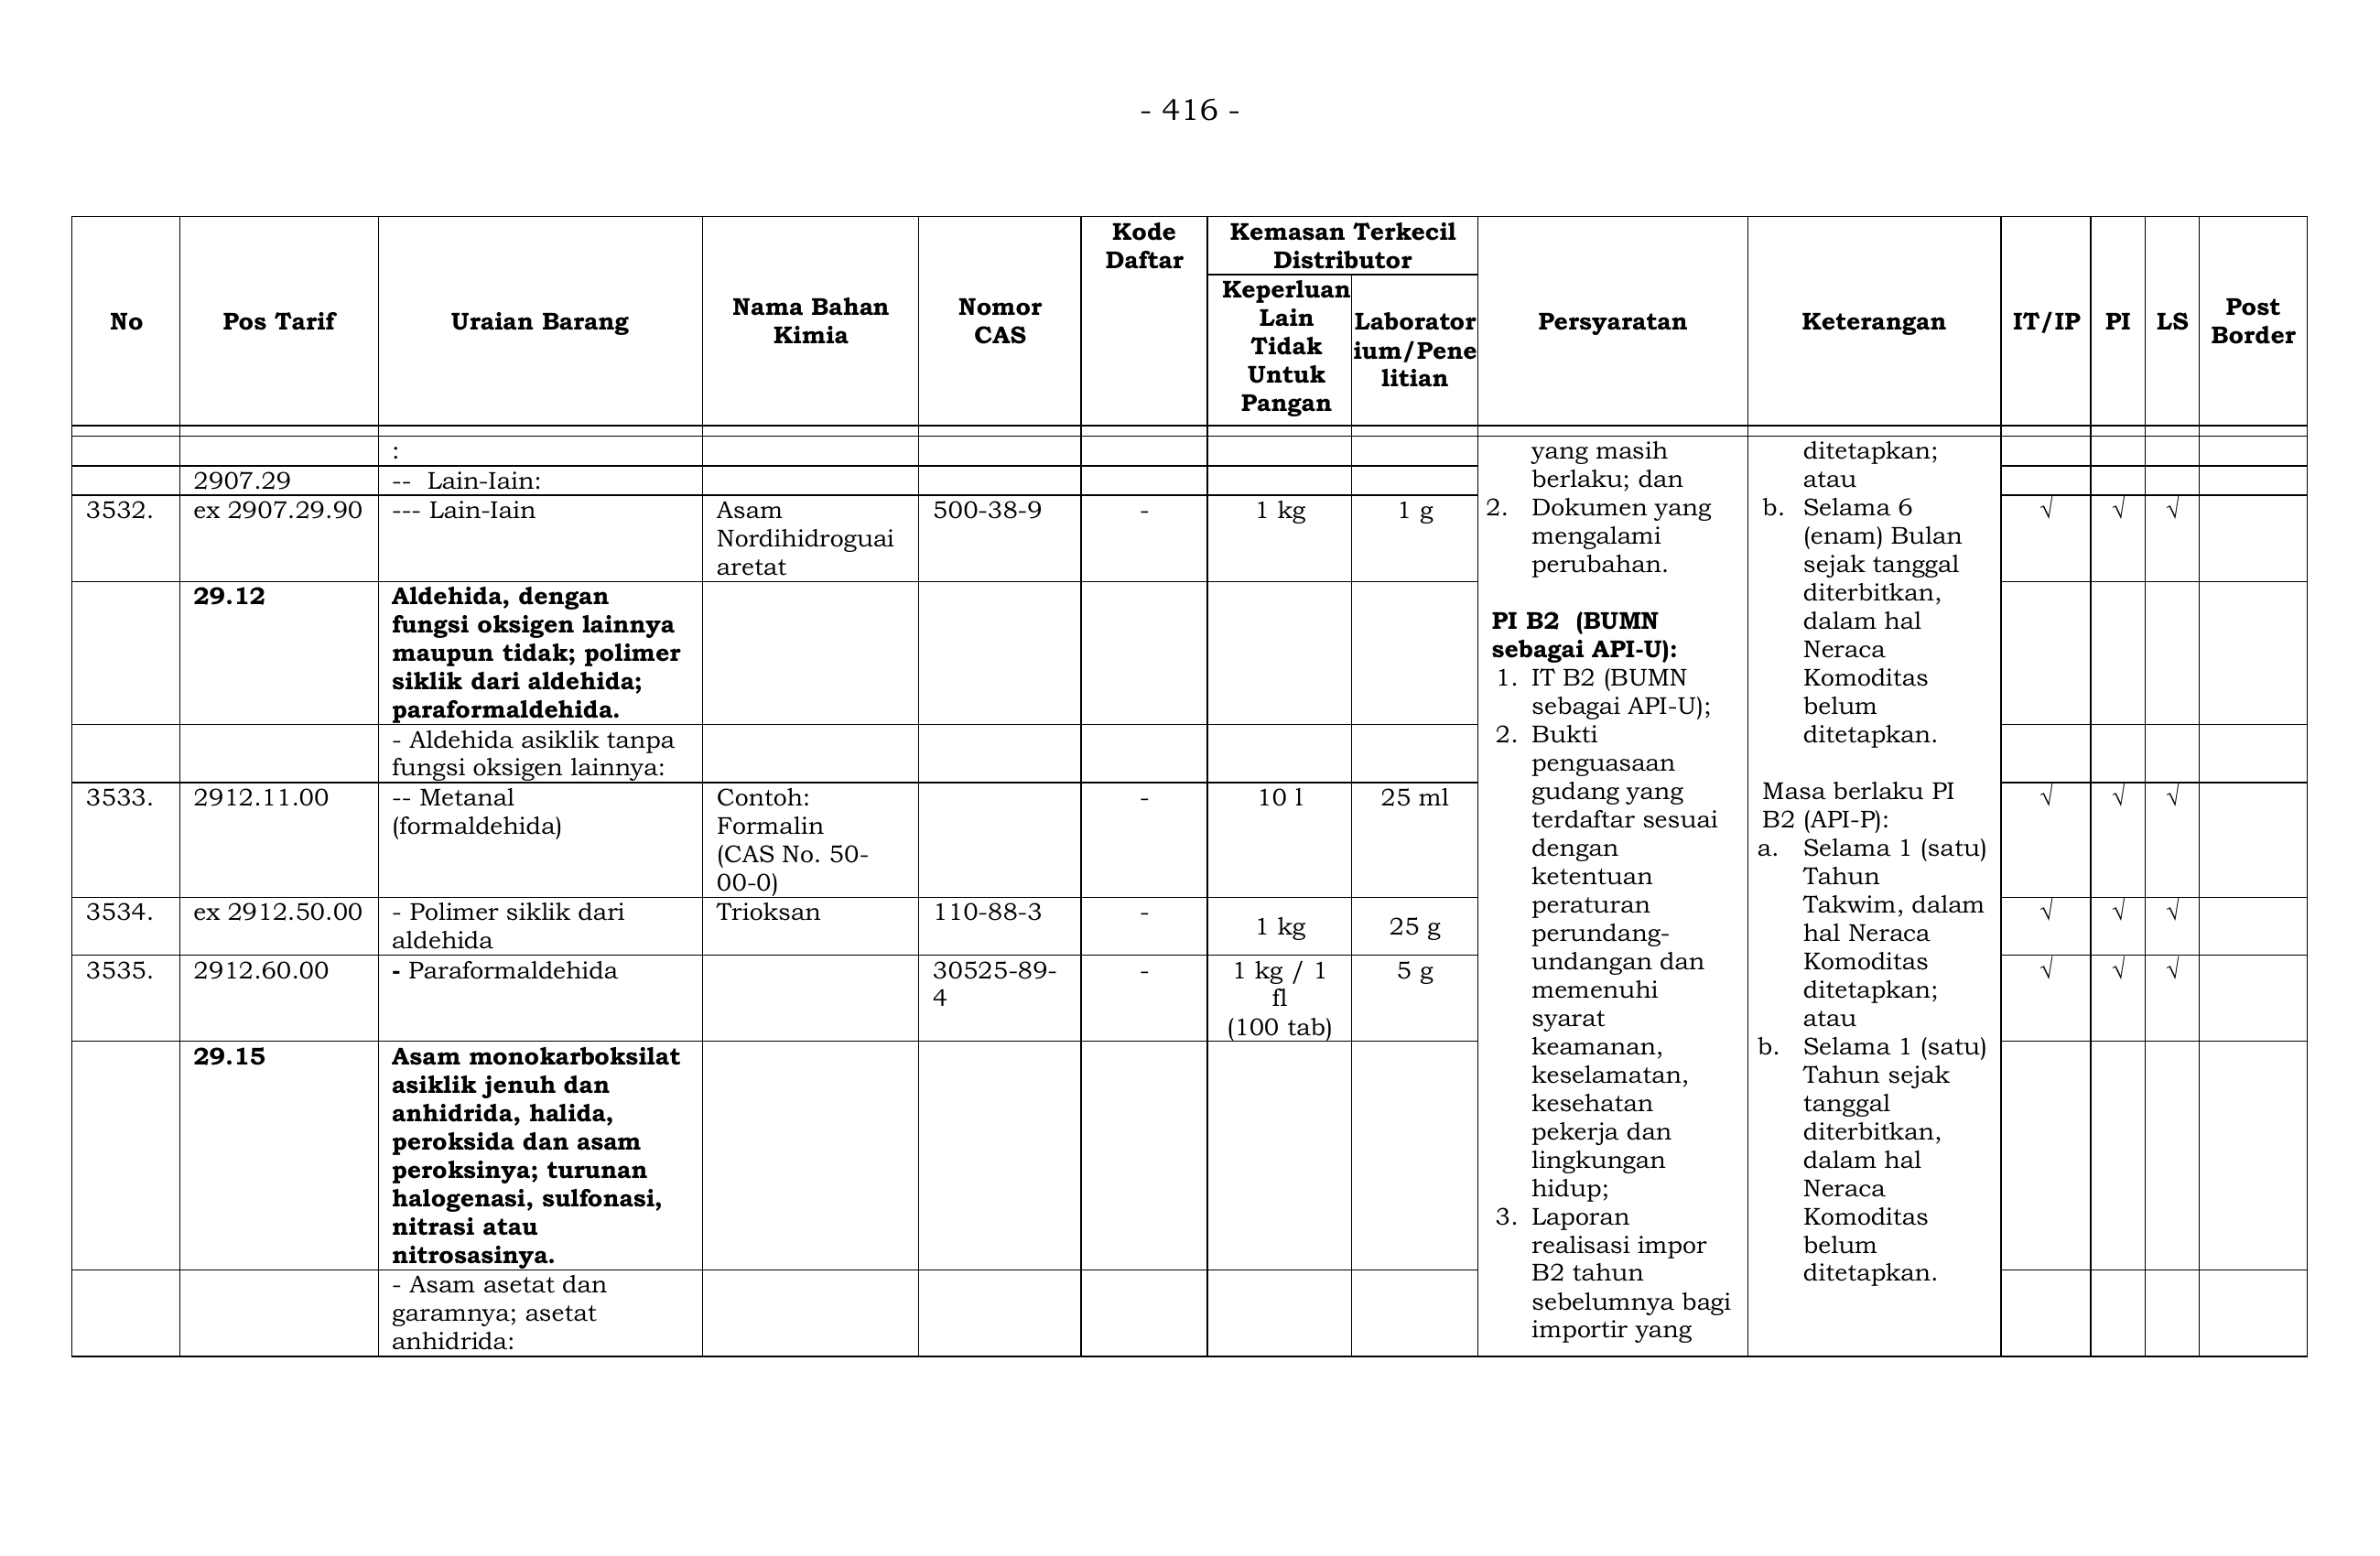 - 416 -
No
Pos Tarif
Uraian Barang
Nama Bahan
Kimia
Nomor
CAS
Kode
Daftar
Kemasan Terkecil
Distributor
Keperluan
Lain
Tidak
Untuk
Pangan
Laborator
ium/Pene
litian
Persyaratan
Keterangan
IT/IP
PI
LS
Post
Border
:
2907.29
-- Lain-Iain:
3532.
ex 2907.29.90
--- Lain-Iain
Asam
Nordihidroguai
aretat
500-38-9
-
1 kg
1 g
√
√
√
29.12
Aldehida, dengan
fungsi oksigen lainnya
maupun tidak; polimer
siklik dari aldehida;
paraformaldehida.
- Aldehida asiklik tanpa
fungsi oksigen lainnya:
3533.
2912.11.00
-- Metanal
(formaldehida)
Contoh:
Formalin
(CAS No. 50-
00-0)
-
10 l
25 ml
√
√
√
3534.
ex 2912.50.00
- Polimer siklik dari
aldehida
Trioksan
110-88-3
-
1 kg
25 g
√
√
√
3535.
2912.60.00
- Paraformaldehida
30525-89-
4
-
1 kg / 1
fl
(100 tab)
5 g
√
√
√
29.15
Asam monokarboksilat
asiklik jenuh dan
anhidrida, halida,
peroksida dan asam
peroksinya; turunan
halogenasi, sulfonasi,
nitrasi atau
nitrosasinya.
- Asam asetat dan
garamnya; asetat
anhidrida:
yang masih
berlaku; dan
2. Dokumen yang
mengalami
perubahan.
PI B2 (BUMN
sebagai API-U):
1. IT B2 (BUMN
sebagai API-U);
2. Bukti
penguasaan
gudang yang
terdaftar sesuai
dengan
ketentuan
peraturan
perundang-
undangan dan
memenuhi
syarat
keamanan,
keselamatan,
kesehatan
pekerja dan
lingkungan
hidup;
3. Laporan
realisasi impor
B2 tahun
sebelumnya bagi
importir yang
ditetapkan;
atau
b. Selama 6
(enam) Bulan
sejak tanggal
diterbitkan,
dalam hal
Neraca
Komoditas
belum
ditetapkan.
Masa berlaku PI
B2 (API-P):
a. Selama 1 (satu)
Tahun
Takwim, dalam
hal Neraca
Komoditas
ditetapkan;
atau
b. Selama 1 (satu)
Tahun sejak
tanggal
diterbitkan,
dalam hal
Neraca
Komoditas
belum
ditetapkan.